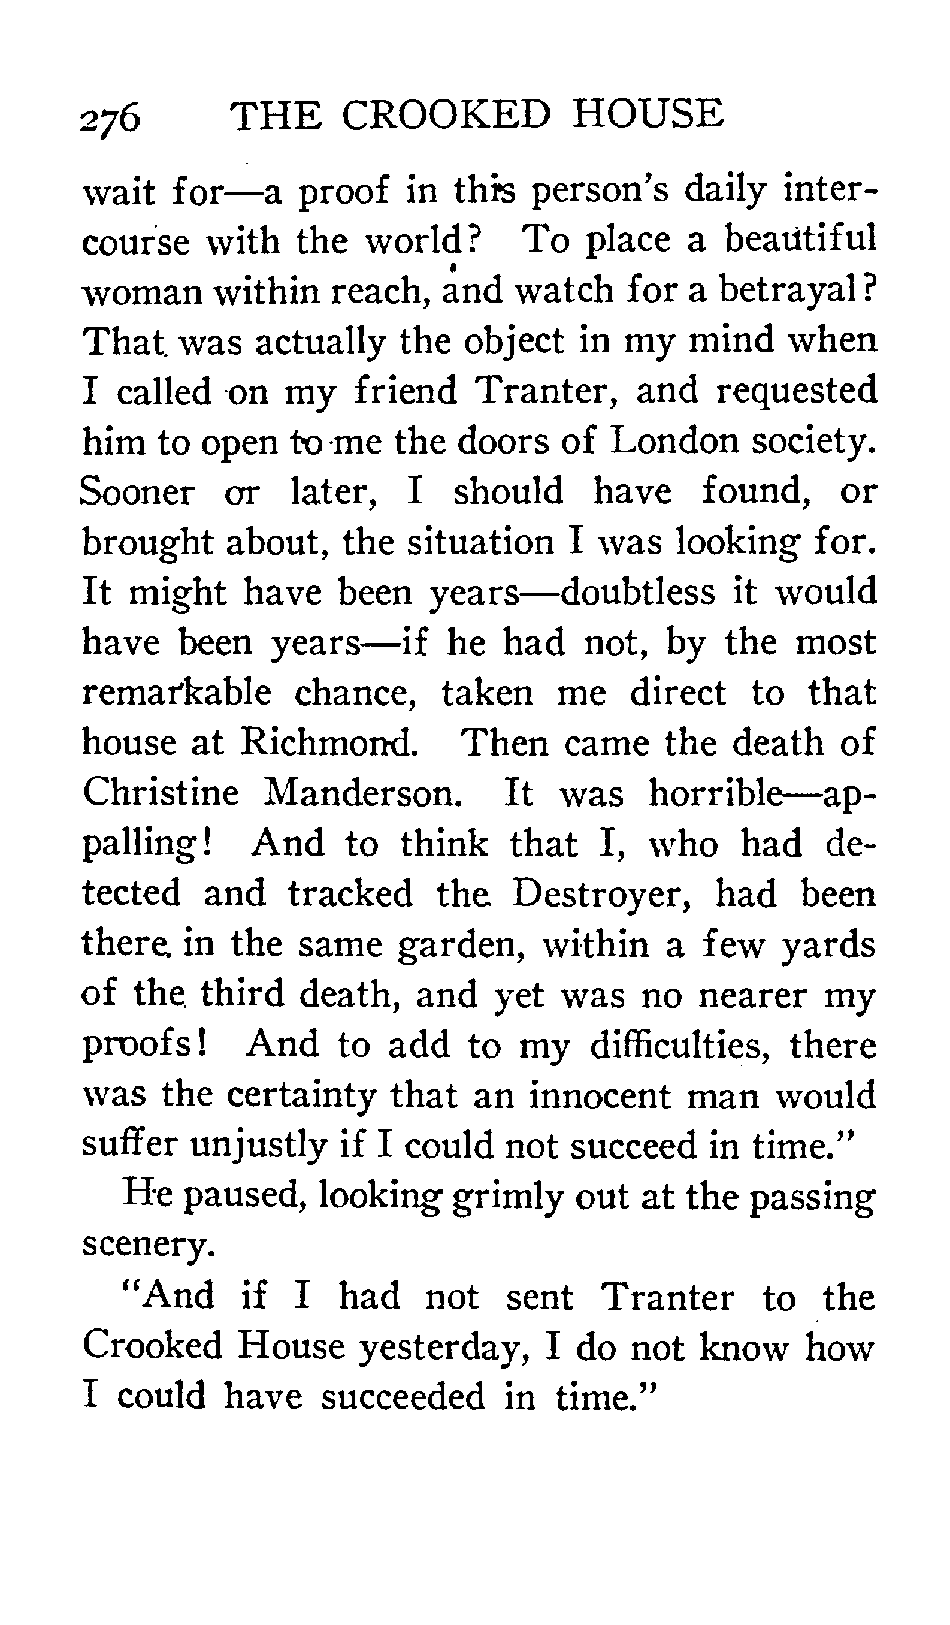 276 THE CROOKED HOUSE
wait for—a proof in this person's daily inter-
course with the world? To place a beautiful
woman within reach, and watch for a betrayal?
That was actually the object in my mind when
I called on my friend Tranter, and requested
him to open to me the doors of London society.
Sooner or later, I should have found, or
brought about, the situation I was looking for.
It might have been years—doubtless it would
have been years—if he had not, by the most
remarkable chance, taken me direct to that
house at Richmond. Then came the death of
Christine Manderson. It was horrible—ap-
palling! And to think that I, who had de-
tected and tracked the Destroyer, had been
there in the same garden, within a few yards
of the third death, and yet was no nearer my
proofs! And to add to my difficulties, there
was the certainty that an innocent man would
suffer unjustly if I could not succeed in time."
He paused, looking grimly out at the passing
scenery.
"And if I had not sent Tranter to the
Crooked House yesterday, I do not know how
I could have succeeded in time."